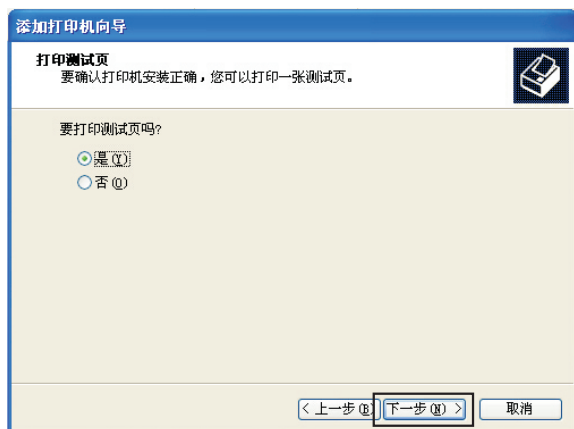 添加打印机向导
打印测试页
要确认打印机安装正确，您可以打印一张测试页。
要打印测试页吗?
是(Y)
否(O)
< 上一步(B) 下一步(N) > 取消